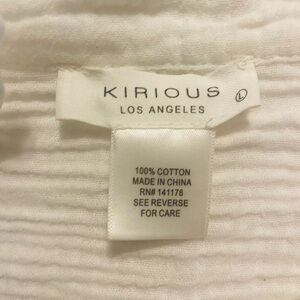 KIRIOUS
L
LOS ANGELES
100% COTTON
MADE IN CHINA
RN# 141178
SEE REVERSE
FOR CARE